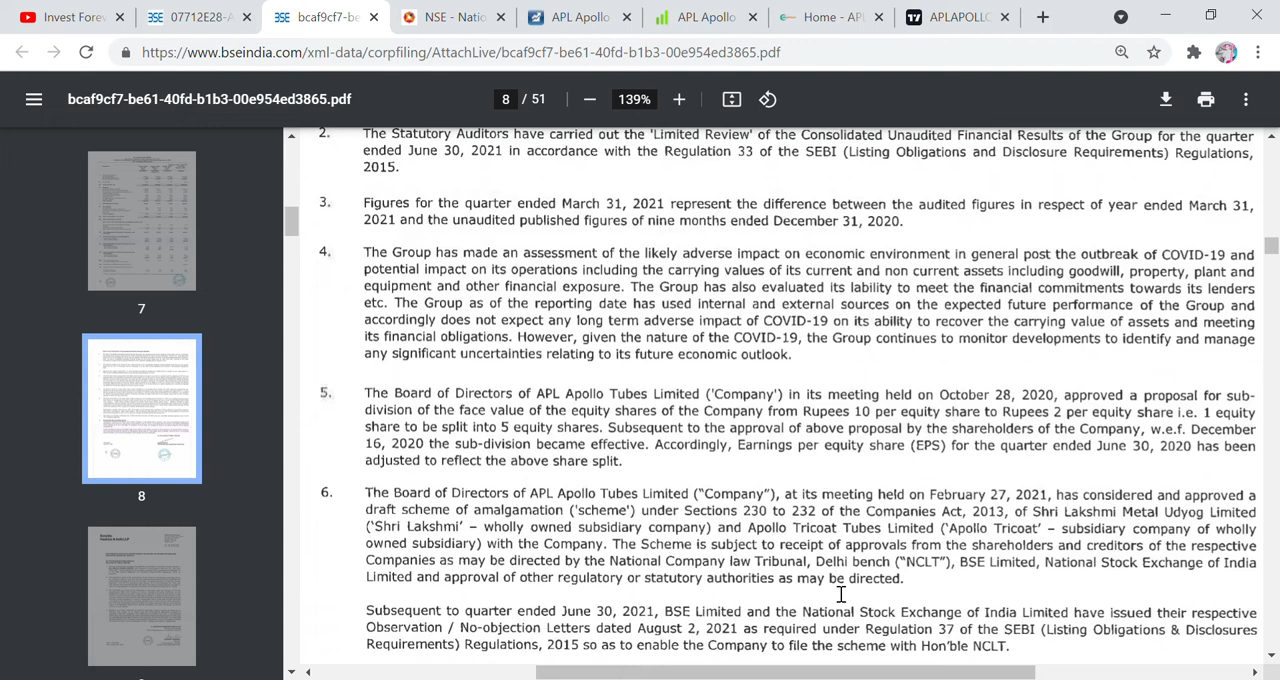 Invest Forev
07712E28-A
bcaf9cf7-be
NSE - Natio
APL Apollo
APL Apollo
Home - APL
APLAPOLLO
https://www.bseindia.com/xml-data/corpfiling/AttachLive/bcaf9cf7-be61-40fd-b1b3-00e954ed3865.pdf
bcaf9cf7-be61-40fd-b1b3-00e954ed3865.pdf
8 / 51
139%
7
8
2. The Statutory Auditors have carried out the 'Limited Review' of the Consolidated Unaudited Financial Results of the Group for the quarter
ended June 30, 2021 in accordance with the Regulation 33 of the SEBI (Listing Obligations and Disclosure Requirements) Regulations,
2015.
3. Figures for the quarter ended March 31, 2021 represent the difference between the audited figures in respect of year ended March 31,
2021 and the unaudited published figures of nine months ended December 31, 2020.
4. The Group has made an assessment of the likely adverse impact on economic environment in general post the outbreak of COVID-19 and
potential impact on its operations including the carrying values of its current and non current assets including goodwill, property, plant and
equipment and other financial exposure. The Group has also evaluated its lability to meet the financial commitments towards its lenders
etc. The Group as of the reporting date has used internal and external sources on the expected future performance of the Group and
accordingly does not expect any long term adverse impact of COVID-19 on its ability to recover the carrying value of assets and meeting
its financial obligations. However, given the nature of the COVID-19, the Group continues to monitor developments to identify and manage
any significant uncertainties relating to its future economic outlook.
5. The Board of Directors of APL Apollo Tubes Limited ('Company') in its meeting held on October 28, 2020, approved a proposal for sub-
division of the face value of the equity shares of the Company from Rupees 10 per equity share to Rupees 2 per equity share i.e. 1 equity
share to be split into 5 equity shares. Subsequent to the approval of above proposal by the shareholders of the Company, w.e.f. December
16, 2020 the sub-division became effective. Accordingly, Earnings per equity share (EPS) for the quarter ended June 30, 2020 has been
adjusted to reflect the above share split.
6. The Board of Directors of APL Apollo Tubes Limited ("Company"), at its meeting held on February 27, 2021, has considered and approved a
draft scheme of amalgamation ('scheme') under Sections 230 to 232 of the Companies Act, 2013, of Shri Lakshmi Metal Udyog Limited
('Shri Lakshmi' – wholly owned subsidiary company) and Apollo Tricoat Tubes Limited ('Apollo Tricoat' – subsidiary company of wholly
owned subsidiary) with the Company. The Scheme is subject to receipt of approvals from the shareholders and creditors of the respective
Companies as may be directed by the National Company law Tribunal, Delhi bench ("NCLT"), BSE Limited, National Stock Exchange of India
Limited and approval of other regulatory or statutory authorities as may be directed.
Subsequent to quarter ended June 30, 2021, BSE Limited and the National Stock Exchange of India Limited have issued their respective
Observation / No-objection Letters dated August 2, 2021 as required under Regulation 37 of the SEBI (Listing Obligations & Disclosures
Requirements) Regulations, 2015 so as to enable the Company to file the scheme with Hon'ble NCLT.